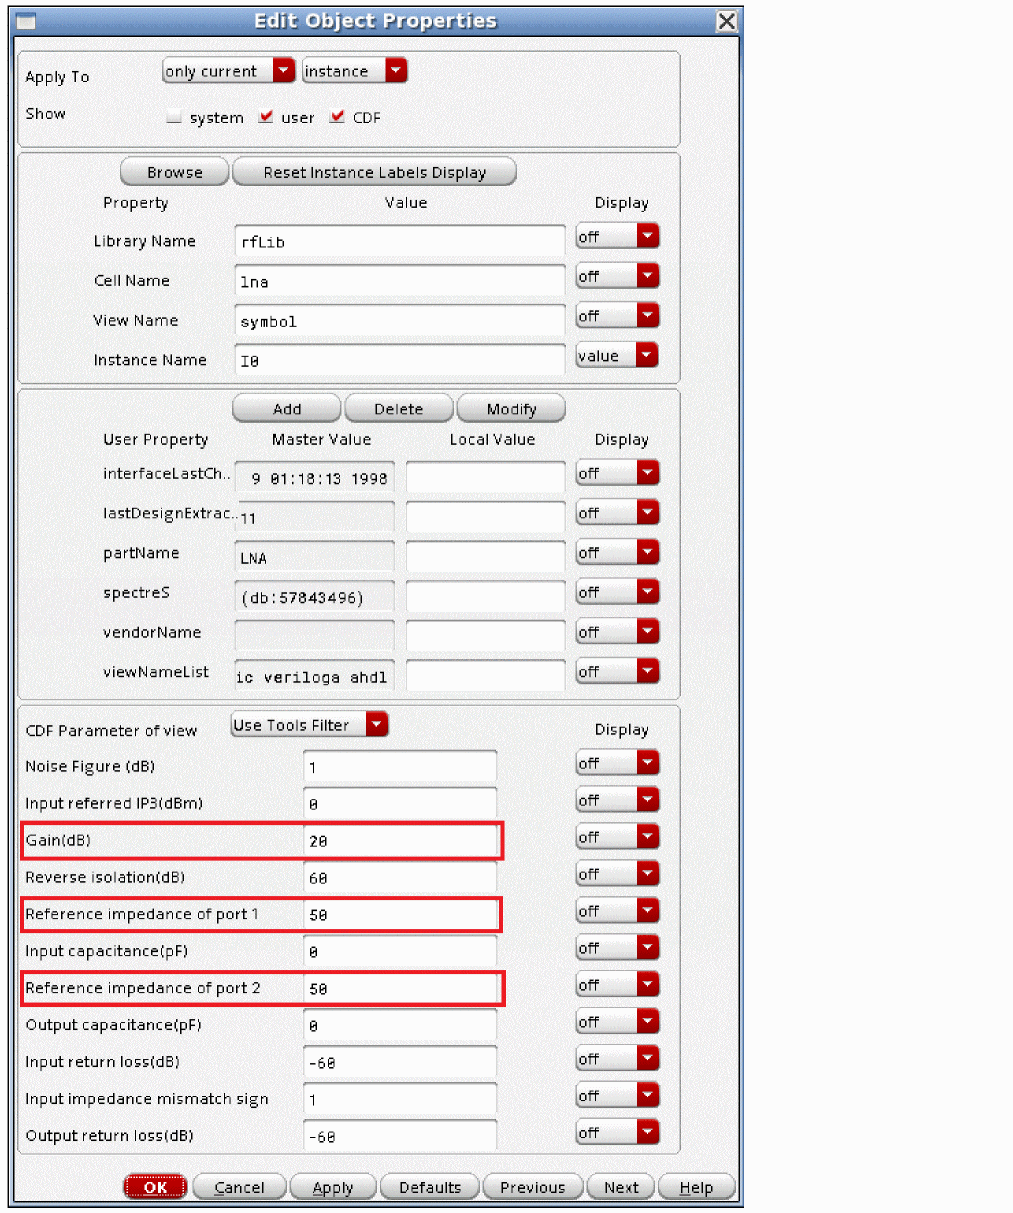 Edit Object Properties
Apply To only current instance
Show system user CDF
Browse Reset Instance Labels Display
Property Value Display
Library Name rfLib off
Cell Name lna off
View Name symbol off
Instance Name I0 value
Add Delete Modify
User Property Master Value Local Value Display
interfaceLastCh.. 9 01:18:13 1998 off
lastDesignExtrac.. 11 off
partName LNA off
spectreS (db:57843496) off
vendorName off
viewNameList ic veriloga ahdl off
CDF Parameter of view Use Tools Filter Display
Noise Figure (dB) 1 off
Input referred IP3(dBm) 0 off
Gain(dB) 20 off
Reverse isolation(dB) 60 off
Reference impedance of port 1 50 off
Input capacitance(pF) 0 off
Reference impedance of port 2 50 off
Output capacitance(pF) 0 off
Input return loss(dB) -60 off
Input impedance mismatch sign 1 off
Output return loss(dB) -60 off
OK Cancel Apply Defaults Previous Next Help